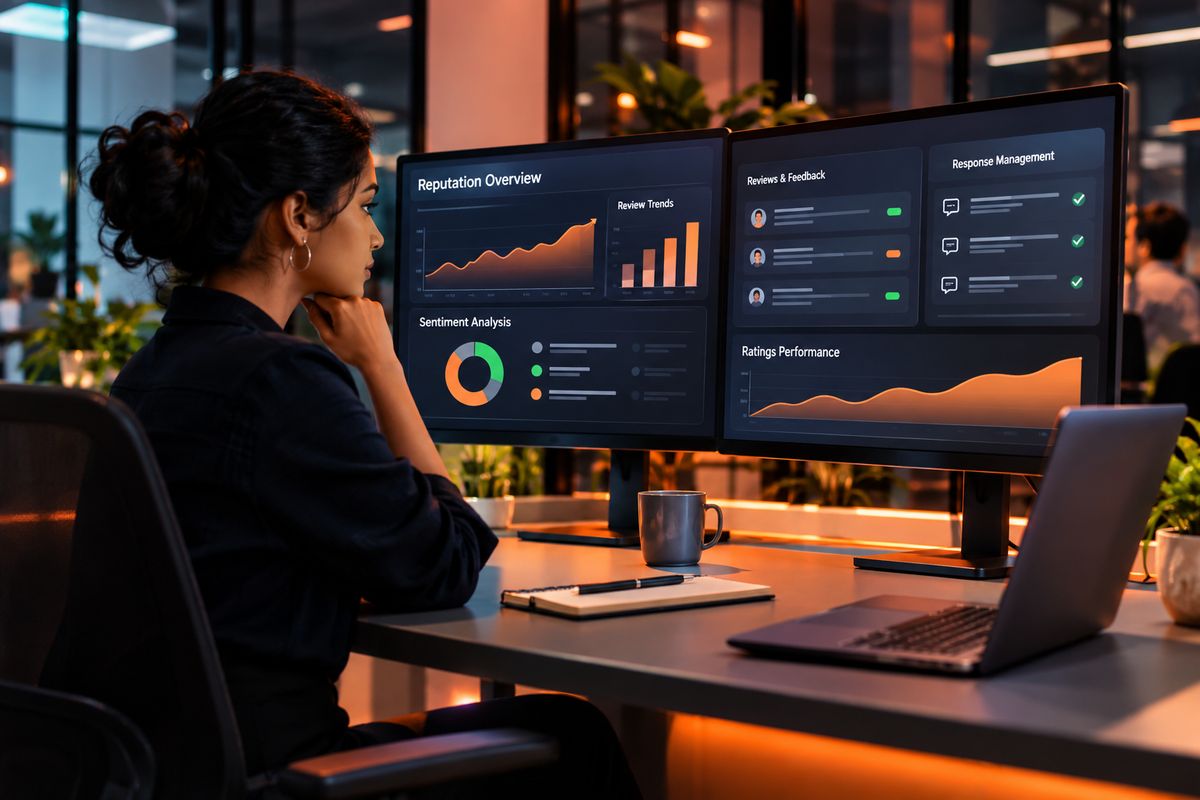 Reputation Overview
Review Trends
Sentiment Analysis
Reviews & Feedback
Response Management
Ratings Performance